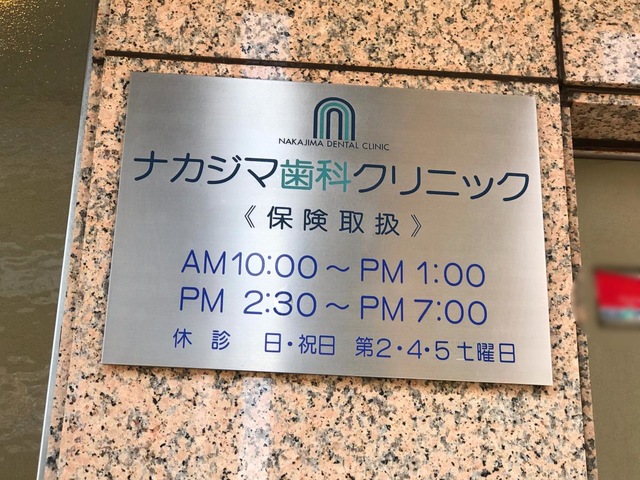 NAKAJIMA DENTAL CLINIC
ナカジマ歯科クリニック
《保険取扱》
AM10:00～PM 1:00
PM 2:30～PM 7:00
休診 日・祝日 第2・4・5土曜日